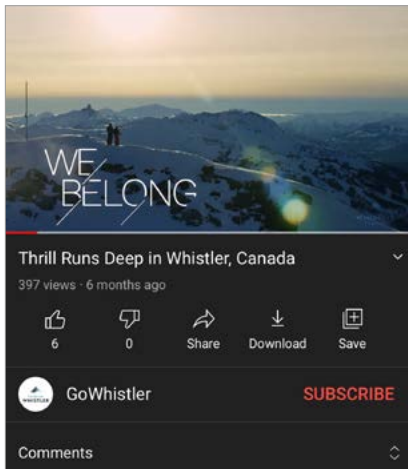 WE
BELONG
Thrill Runs Deep in Whistler, Canada
397 views · 6 months ago
6
0
Share
Download
Save
WHISTLER
GoWhistler
SUBSCRIBE
Comments